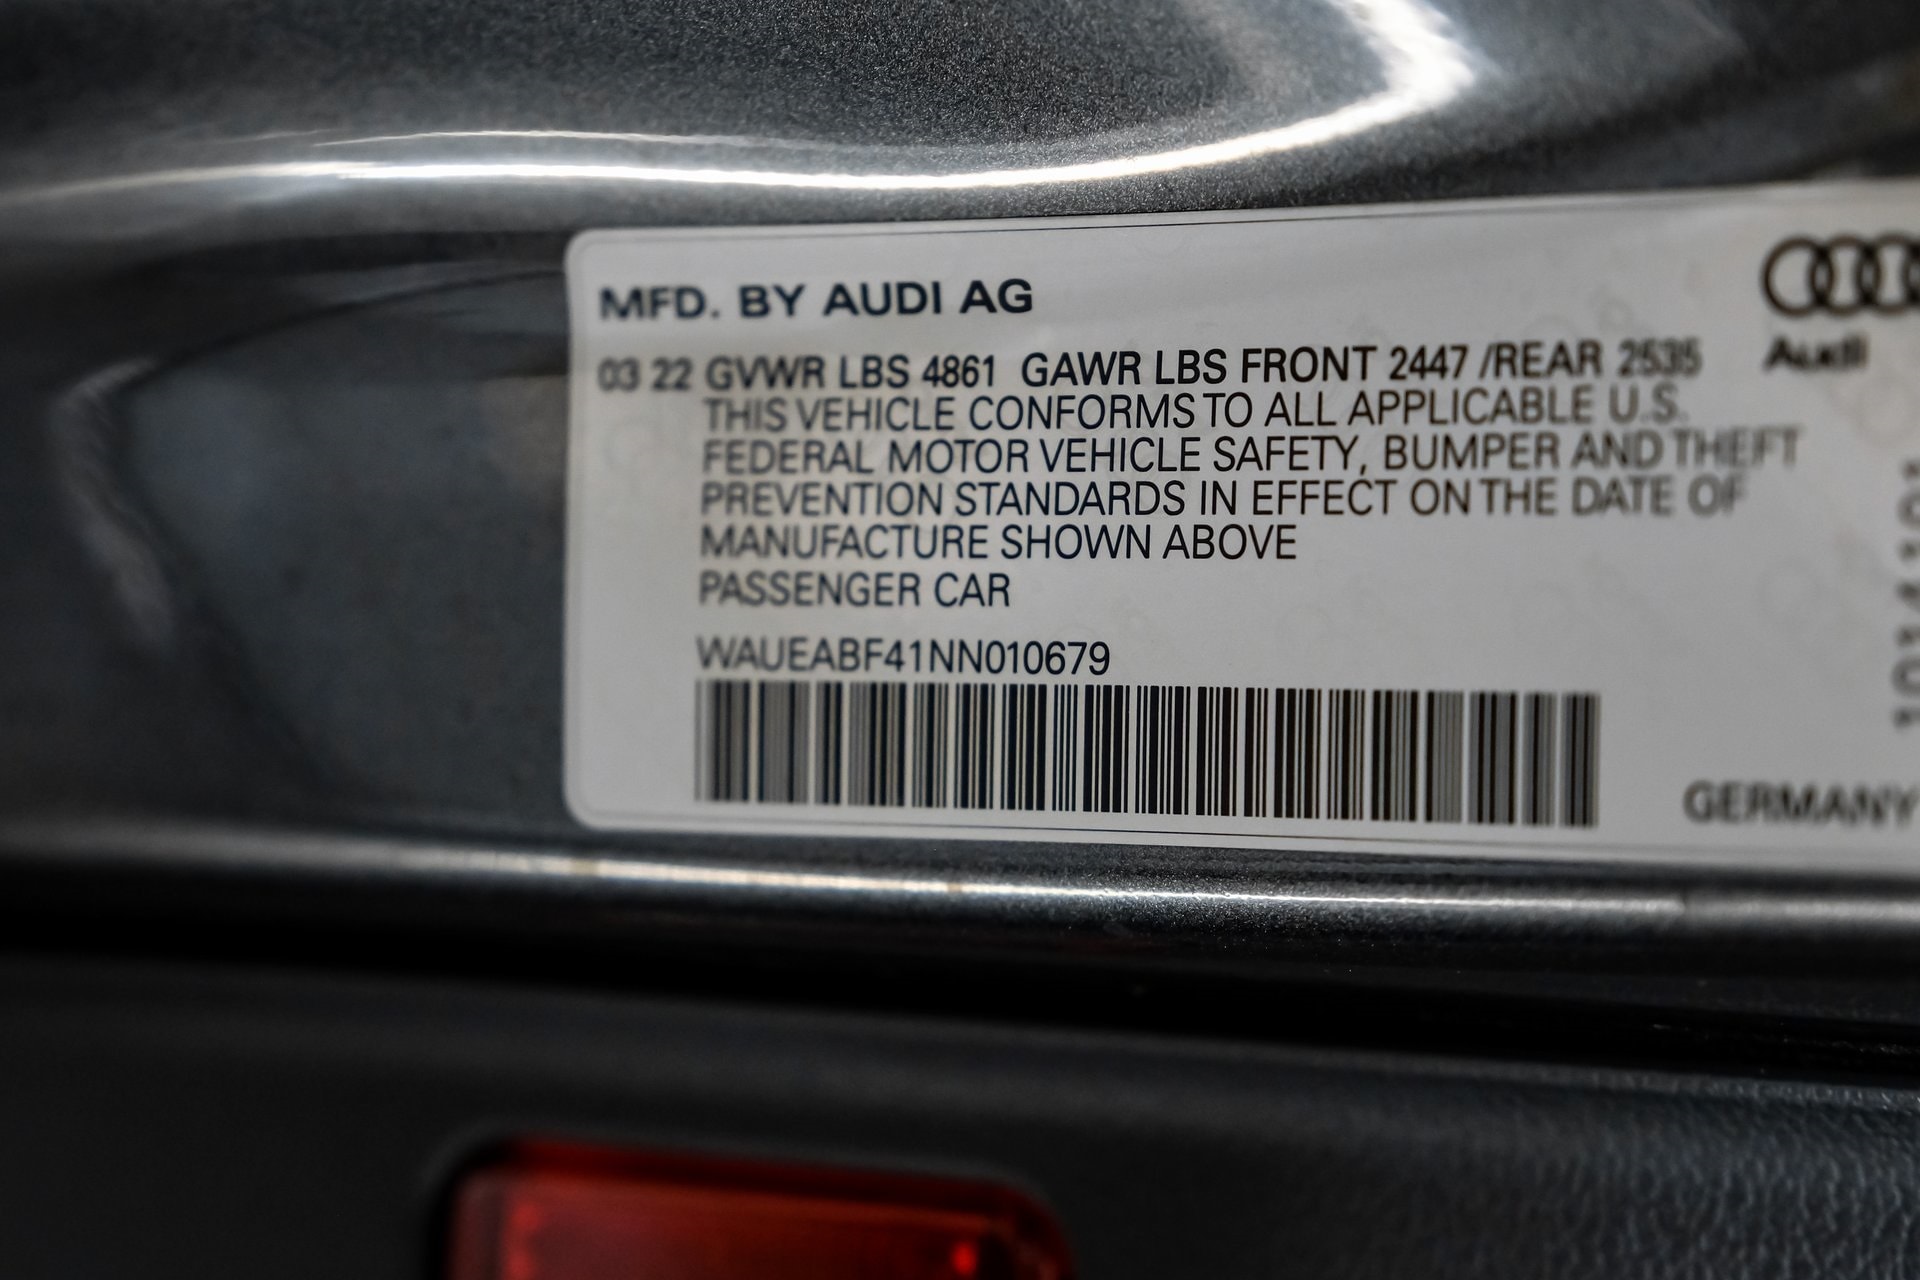 MFD. BY AUDI AG
03 22 GVWR LBS 4861 GAWR LBS FRONT 2447 /REAR 2535
THIS VEHICLE CONFORMS TO ALL APPLICABLE U.S.
FEDERAL MOTOR VEHICLE SAFETY, BUMPER AND THEFT
PREVENTION STANDARDS IN EFFECT ON THE DATE OF
MANUFACTURE SHOWN ABOVE
PASSENGER CAR
WAUEABF41NN010679
Audi
GERMANY